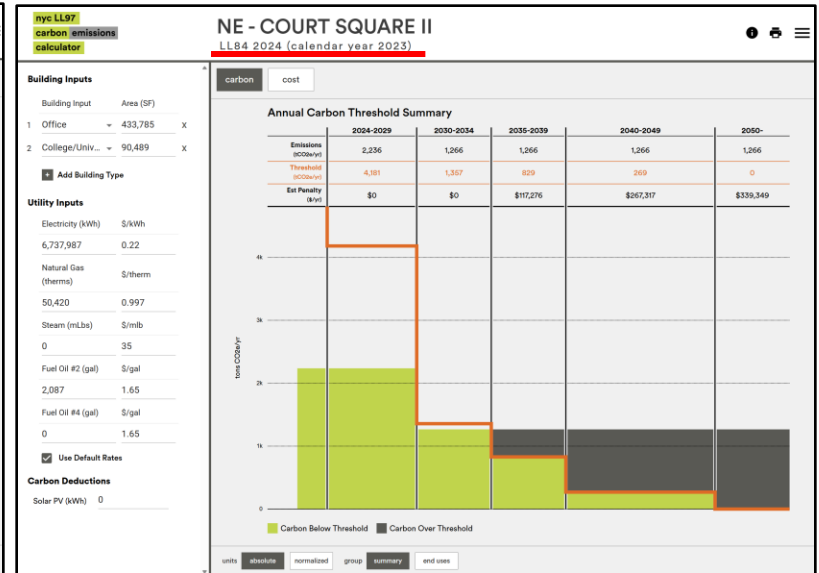 nyc LL97
carbon emissions
calculator
NE - COURT SQUARE II
LL84 2024 (calendar year 2023)
Building Inputs
Building Input Area (SF)
1 Office 433,785 x
2 College/Univ... 90,489 x
+ Add Building Type
Utility Inputs
Electricity (kWh) $/kWh
6,737,987 0.22
Natural Gas
(therms) $/therm
50,420 0.997
Steam (mLbs) $/mlb
0 35
Fuel Oil #2 (gal) $/gal
2,087 1.65
Fuel Oil #4 (gal) $/gal
0 1.65
Use Default Rates
Carbon Deductions
Solar PV (kWh) 0
carbon cost
Annual Carbon Threshold Summary
2024-2029 2030-2034 2035-2039 2040-2049 2050-
Emissions
(tCO2e/yr) 2,236 1,266 1,266 1,266 1,266
Threshold
(tCO2e/yr) 4,181 1,357 829 269 0
Est Penalty
($/yr) $0 $0 $117,276 $267,317 $339,349
4k
3k
2k
1k
0
tons CO2e/yr
Carbon Below Threshold Carbon Over Threshold
units absolute normalized group summary end uses